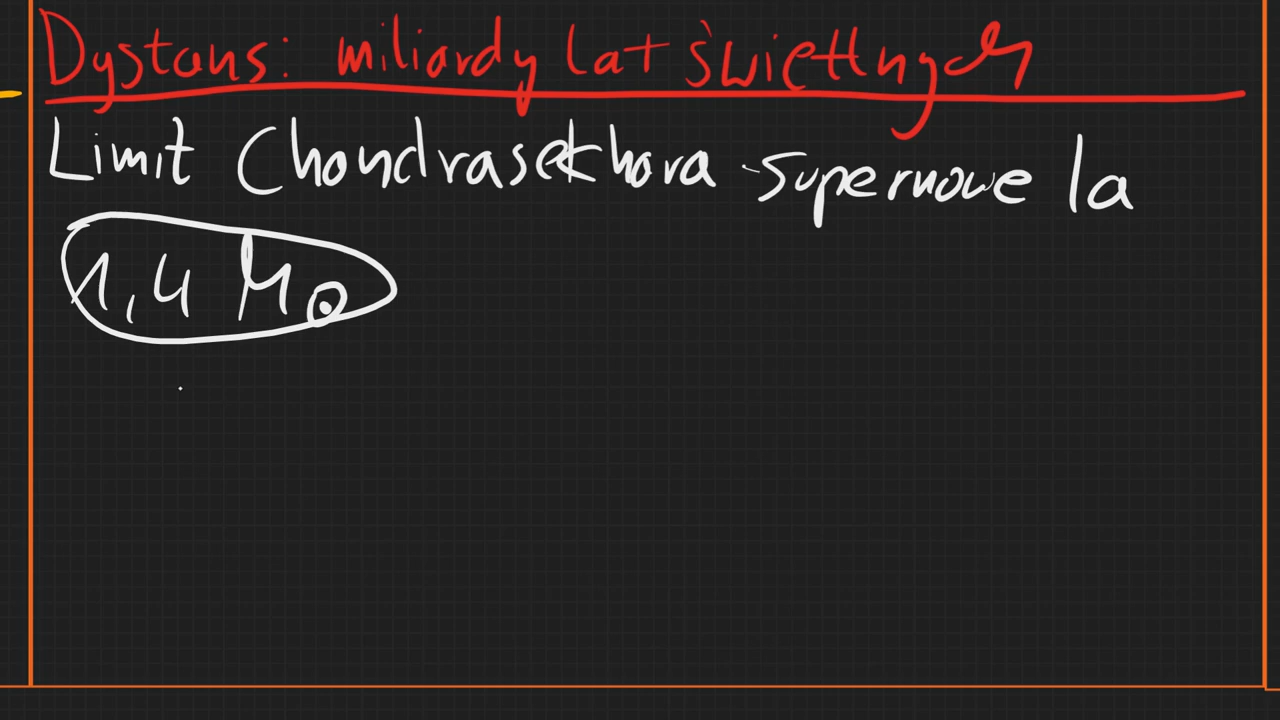 Dystans: miliardy lat świetlnych
Limit Chandrasekhara - Supernowe Ia
1,4 M☉